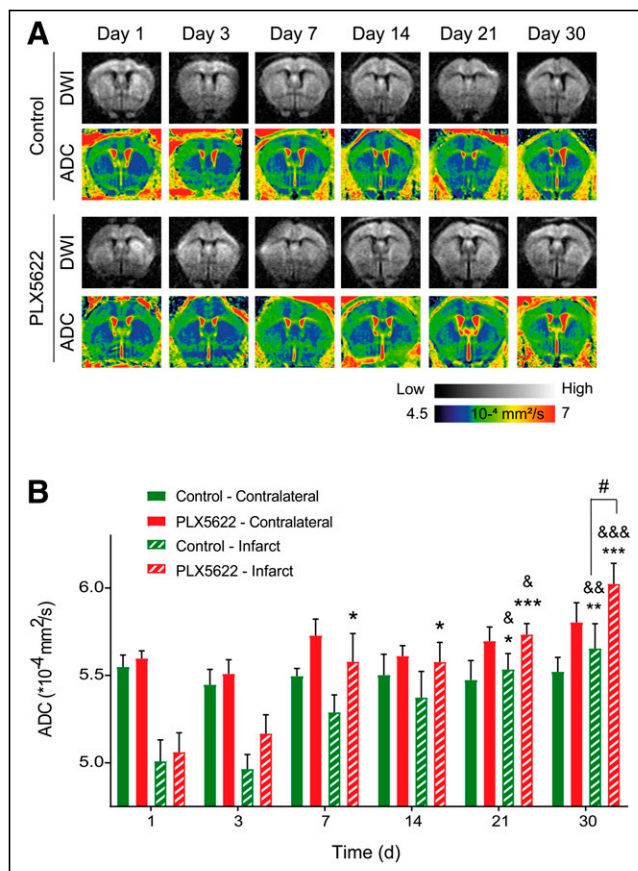 A
Day 1 Day 3 Day 7 Day 14 Day 21 Day 30
Control
DWI
ADC
PLX5622
DWI
ADC
Low High
4.5 10-⁴ mm²/s 7
B
Control - Contralateral
PLX5622 - Contralateral
Control - Infarct
PLX5622 - Infarct
#
&&&
***
&&
**
&
***
&
*
*
*
ADC (*10⁻⁴ mm²/s)
6.0
5.5
5.0
1 3 7 14 21 30
Time (d)